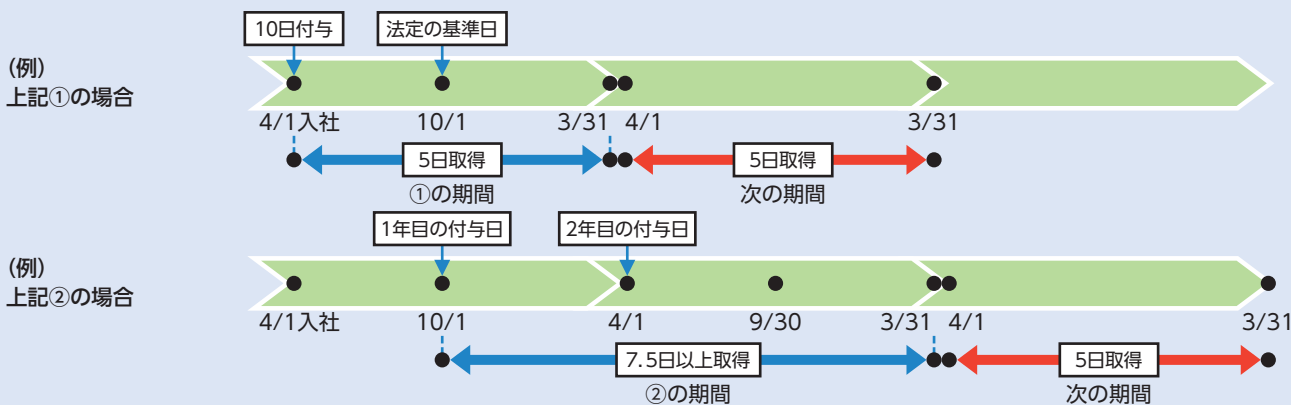 10日付与 法定の基準日
(例)
上記①の場合
4/1入社 10/1 3/31 4/1 3/31
5日取得 5日取得
①の期間 次の期間
1年目の付与日 2年目の付与日
(例)
上記②の場合
4/1入社 10/1 4/1 9/30 3/31 4/1 3/31
7.5日以上取得 5日取得
②の期間 次の期間